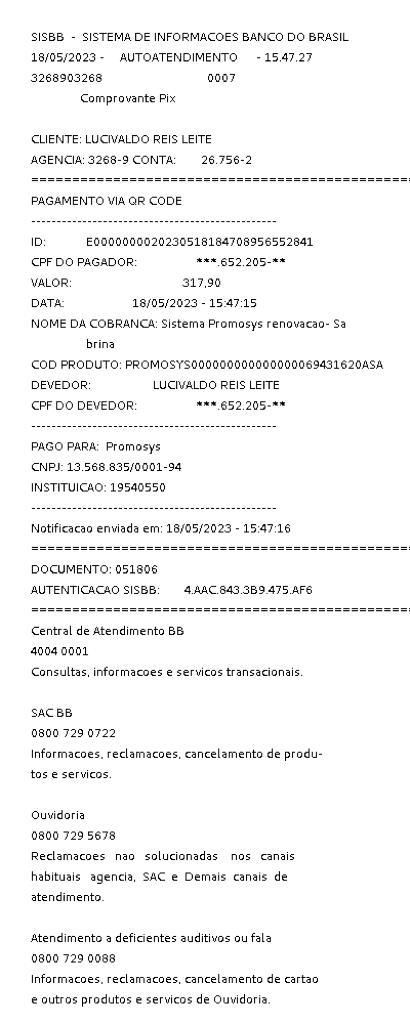 SISBB - SISTEMA DE INFORMACOES BANCO DO BRASIL
18/05/2023 - AUTOATENDIMENTO - 15.47.27
3268903268 0007
Comprovante Pix
CLIENTE: LUCIVALDO REIS LEITE
AGENCIA: 3268-9 CONTA: 26.756-2
================================================
PAGAMENTO VIA QR CODE
------------------------------------------------
ID: E0000000020230518184708956552841
CPF DO PAGADOR: ***.652.205-**
VALOR: 317,90
DATA: 18/05/2023 - 15:47:15
NOME DA COBRANCA: Sistema Promosys renovacao- Sa
brina
COD PRODUTO: PROMOSYS000000000000000069431620ASA
DEVEDOR: LUCIVALDO REIS LEITE
CPF DO DEVEDOR: ***.652.205-**
------------------------------------------------
PAGO PARA: Promosys
CNPJ: 13.568.835/0001-94
INSTITUICAO: 19540550
------------------------------------------------
Notificacao enviada em: 18/05/2023 - 15:47:16
================================================
DOCUMENTO: 051806
AUTENTICACAO SISBB: 4.AAC.843.3B9.475.AF6
================================================
Central de Atendimento BB
4004 0001
Consultas, informacoes e servicos transacionais.
SAC BB
0800 729 0722
Informacoes, reclamacoes, cancelamento de produ-
tos e servicos.
Ouvidoria
0800 729 5678
Reclamacoes nao solucionadas nos canais
habituais agencia, SAC e Demais canais de
atendimento.
Atendimento a deficientes auditivos ou fala
0800 729 0088
Informacoes, reclamacoes, cancelamento de cartao
e outros produtos e servicos de Ouvidoria.